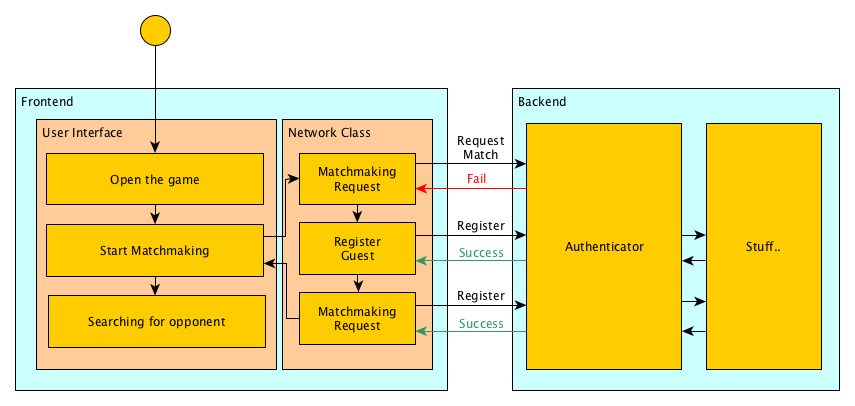 Frontend
User Interface
Open the game
Start Matchmaking
Searching for opponent
Network Class
Matchmaking
Request
Register
Guest
Matchmaking
Request
Request
Match
Fail
Register
Success
Register
Success
Backend
Authenticator
Stuff..